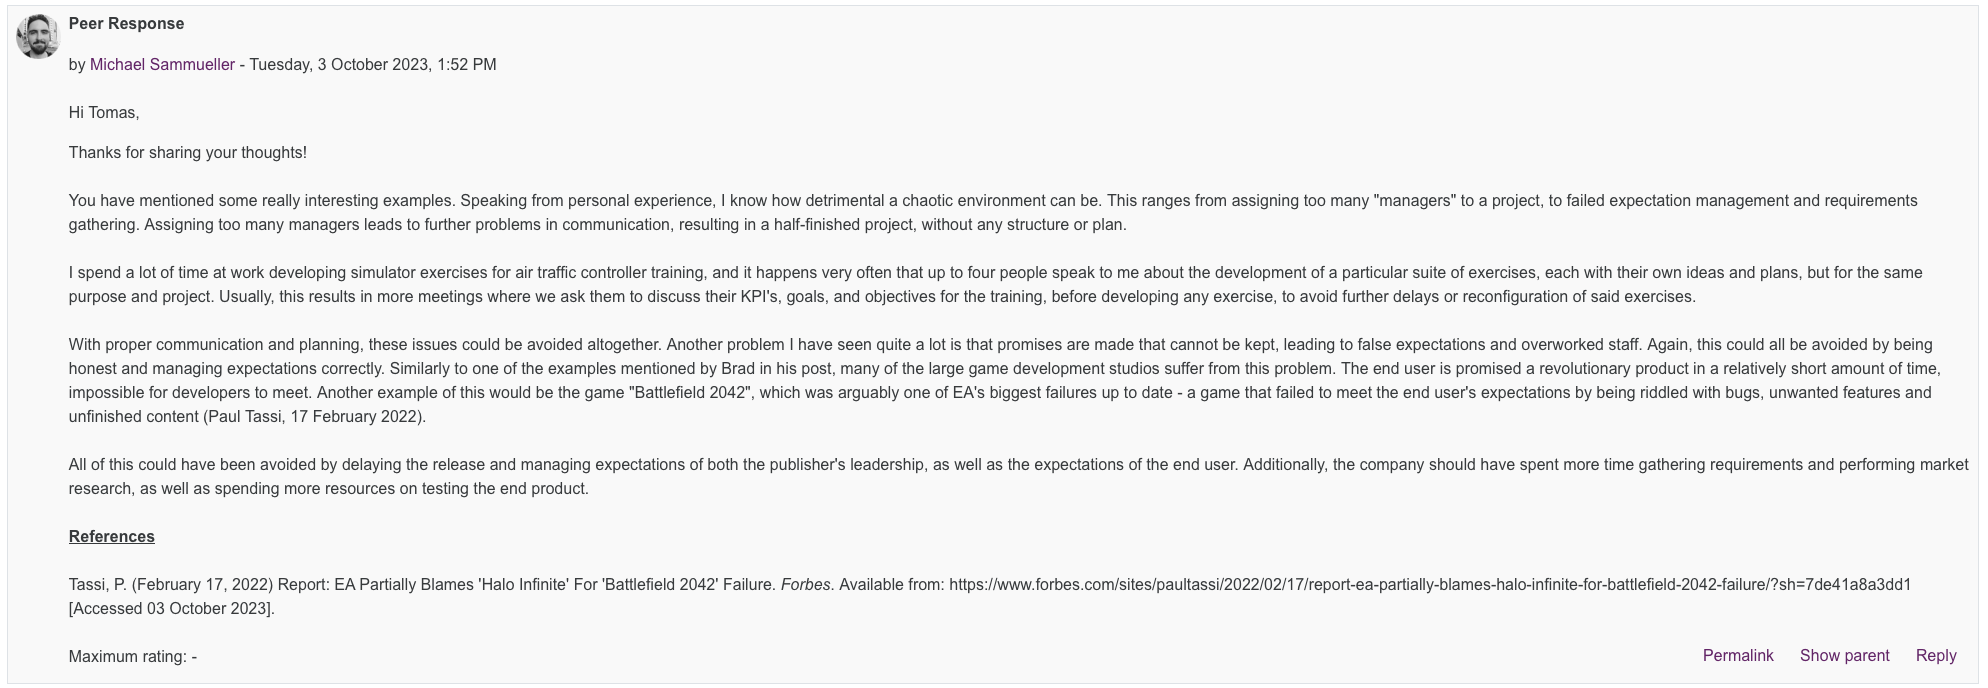 Peer Response
by Michael Sammueller - Tuesday, 3 October 2023, 1:52 PM
Hi Tomas,
Thanks for sharing your thoughts!
You have mentioned some really interesting examples. Speaking from personal experience, I know how detrimental a chaotic environment can be. This ranges from assigning too many "managers" to a project, to failed expectation management and requirements
gathering. Assigning too many managers leads to further problems in communication, resulting in a half-finished project, without any structure or plan.
I spend a lot of time at work developing simulator exercises for air traffic controller training, and it happens very often that up to four people speak to me about the development of a particular suite of exercises, each with their own ideas and plans, but for the same
purpose and project. Usually, this results in more meetings where we ask them to discuss their KPI's, goals, and objectives for the training, before developing any exercise, to avoid further delays or reconfiguration of said exercises.
With proper communication and planning, these issues could be avoided altogether. Another problem I have seen quite a lot is that promises are made that cannot be kept, leading to false expectations and overworked staff. Again, this could all be avoided by being
honest and managing expectations correctly. Similarly to one of the examples mentioned by Brad in his post, many of the large game development studios suffer from this problem. The end user is promised a revolutionary product in a relatively short amount of time,
impossible for developers to meet. Another example of this would be the game "Battlefield 2042", which was arguably one of EA's biggest failures up to date - a game that failed to meet the end user's expectations by being riddled with bugs, unwanted features and
unfinished content (Paul Tassi, 17 February 2022).
All of this could have been avoided by delaying the release and managing expectations of both the publisher's leadership, as well as the expectations of the end user. Additionally, the company should have spent more time gathering requirements and performing market
research, as well as spending more resources on testing the end product.
References
Tassi, P. (February 17, 2022) Report: EA Partially Blames 'Halo Infinite' For 'Battlefield 2042' Failure. Forbes. Available from: https://www.forbes.com/sites/paultassi/2022/02/17/report-ea-partially-blames-halo-infinite-for-battlefield-2042-failure/?sh=7de41a8a3dd1
[Accessed 03 October 2023].
Maximum rating: -
Permalink Show parent Reply